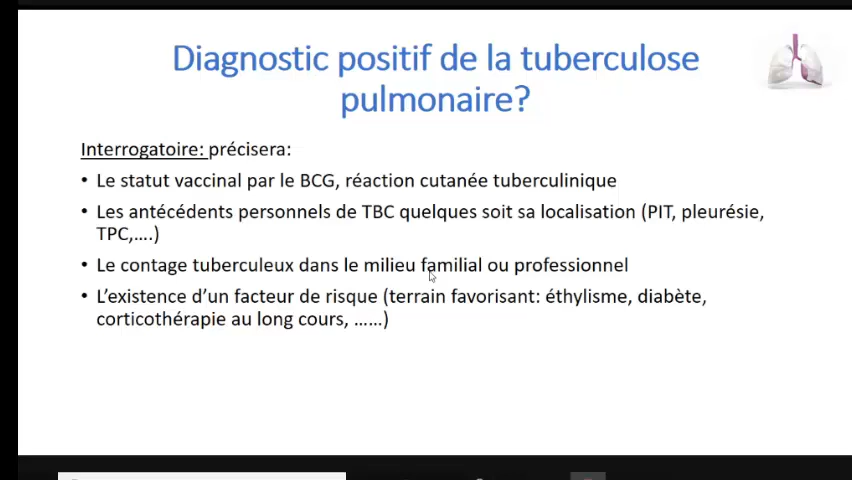 Diagnostic positif de la tuberculose
pulmonaire?
Interrogatoire: précisera:
• Le statut vaccinal par le BCG, réaction cutanée tuberculinique
• Les antécédents personnels de TBC quelques soit sa localisation (PIT, pleurésie,
TPC,….)
• Le contage tuberculeux dans le milieu familial ou professionnel
• L’existence d’un facteur de risque (terrain favorisant: éthylisme, diabète,
corticothérapie au long cours, ……)